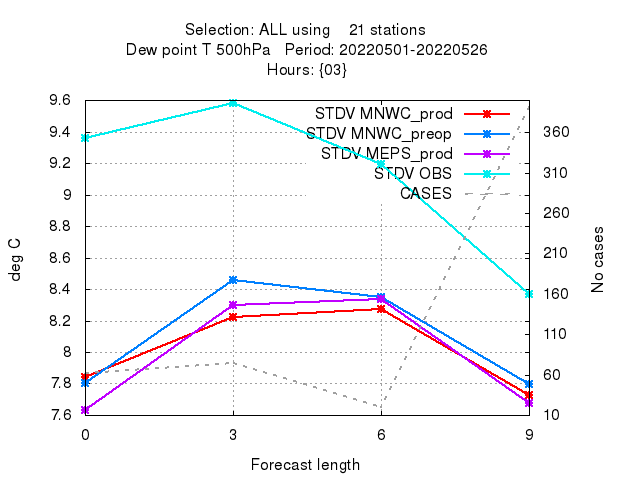 Selection: ALL using 21 stations
Dew point T 500hPa Period: 20220501-20220526
Hours: {03}
STDV MNWC_prod
STDV MNWC_preop
STDV MEPS_prod
STDV OBS
CASES
9.6
9.4
9.2
9
8.8
8.6
8.4
8.2
8
7.8
7.6
deg C
360
310
260
210
160
110
60
10
No cases
0 3 6 9
Forecast length